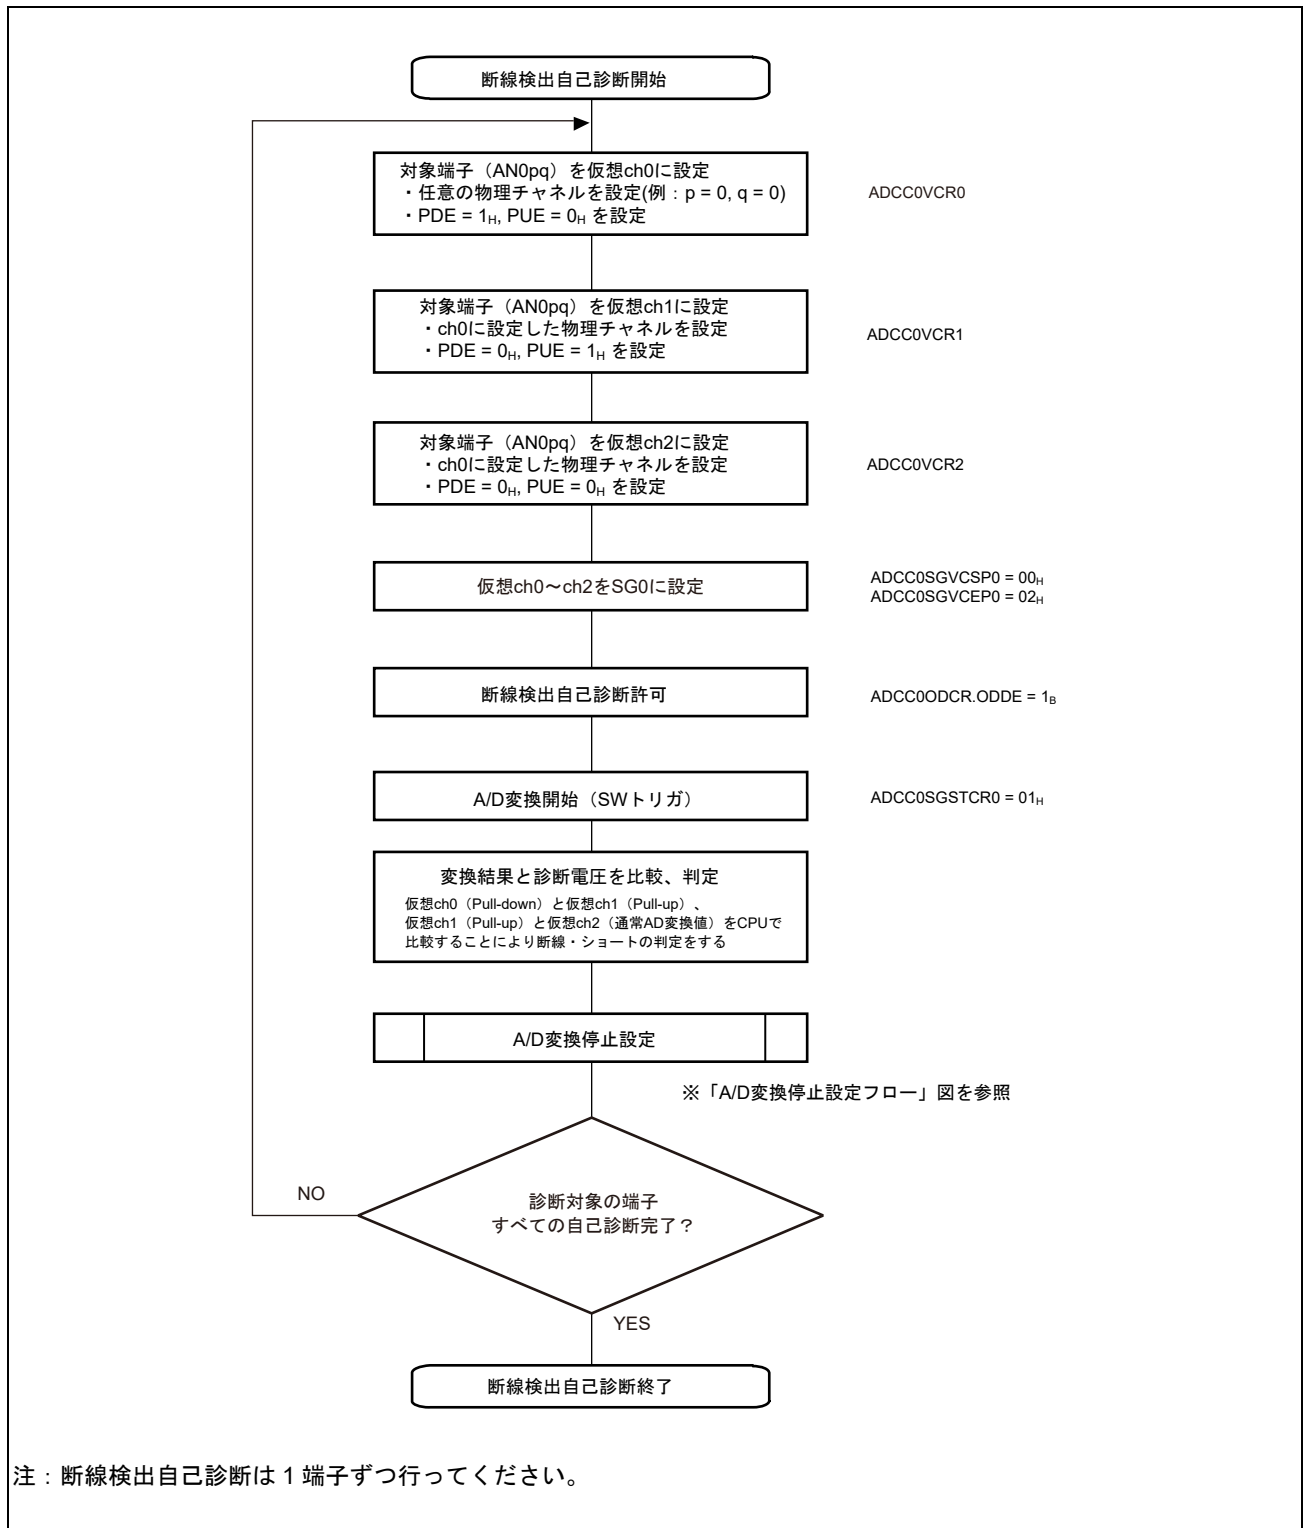 断線検出自己診断開始
対象端子（AN0pq）を仮想ch0に設定
・任意の物理チャネルを設定(例：p = 0, q = 0)
・PDE = 1H, PUE = 0H を設定
ADCC0VCR0
対象端子（AN0pq）を仮想ch1に設定
・ch0に設定した物理チャネルを設定
・PDE = 0H, PUE = 1H を設定
ADCC0VCR1
対象端子（AN0pq）を仮想ch2に設定
・ch0に設定した物理チャネルを設定
・PDE = 0H, PUE = 0H を設定
ADCC0VCR2
仮想ch0～ch2をSG0に設定
ADCC0SGVCSP0 = 00H
ADCC0SGVCEP0 = 02H
断線検出自己診断許可
ADCC0ODCR.ODDE = 1B
A/D変換開始（SWトリガ）
ADCC0SGSTCR0 = 01H
変換結果と診断電圧を比較、判定
仮想ch0（Pull-down）と仮想ch1（Pull-up）、
仮想ch1（Pull-up）と仮想ch2（通常AD変換値）をCPUで
比較することにより断線・ショートの判定をする
A/D変換停止設定
※「A/D変換停止設定フロー」図を参照
NO
診断対象の端子
すべての自己診断完了？
YES
断線検出自己診断終了
注：断線検出自己診断は 1 端子ずつ行ってください。